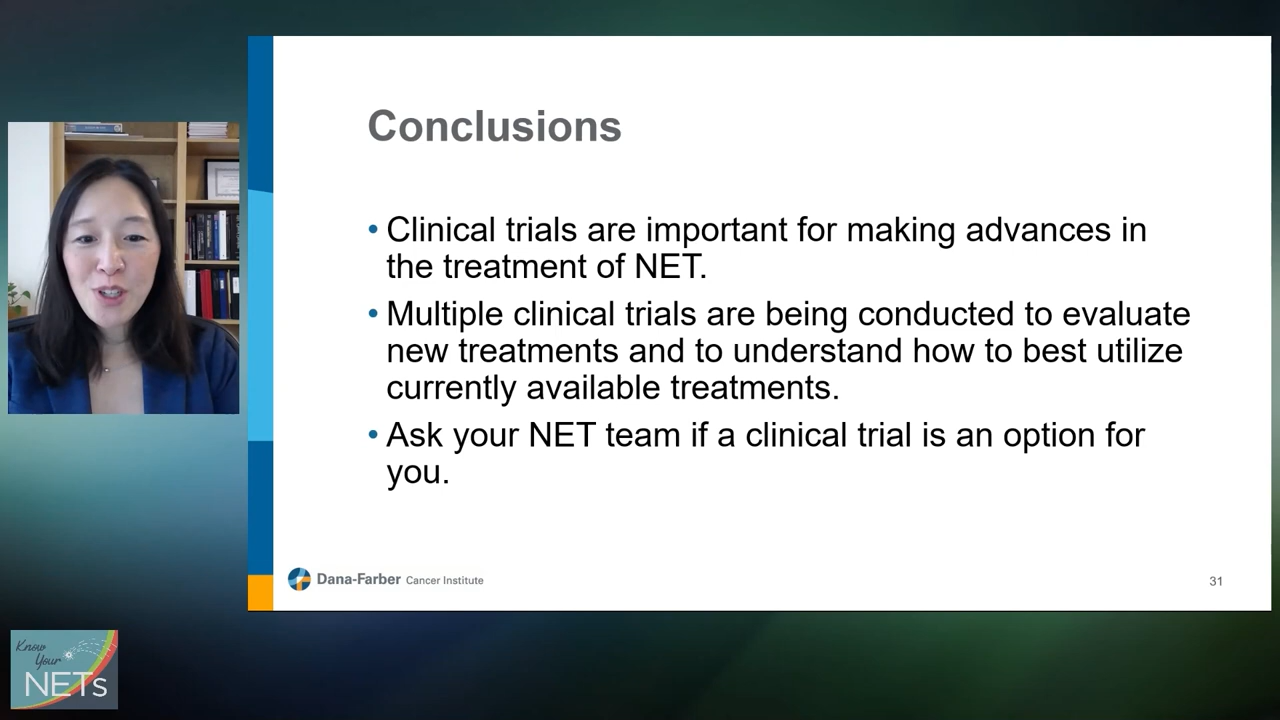 Conclusions
• Clinical trials are important for making advances in
the treatment of NET.
• Multiple clinical trials are being conducted to evaluate
new treatments and to understand how to best utilize
currently available treatments.
• Ask your NET team if a clinical trial is an option for
you.
Dana-Farber Cancer Institute
31
Know
Your
NETs